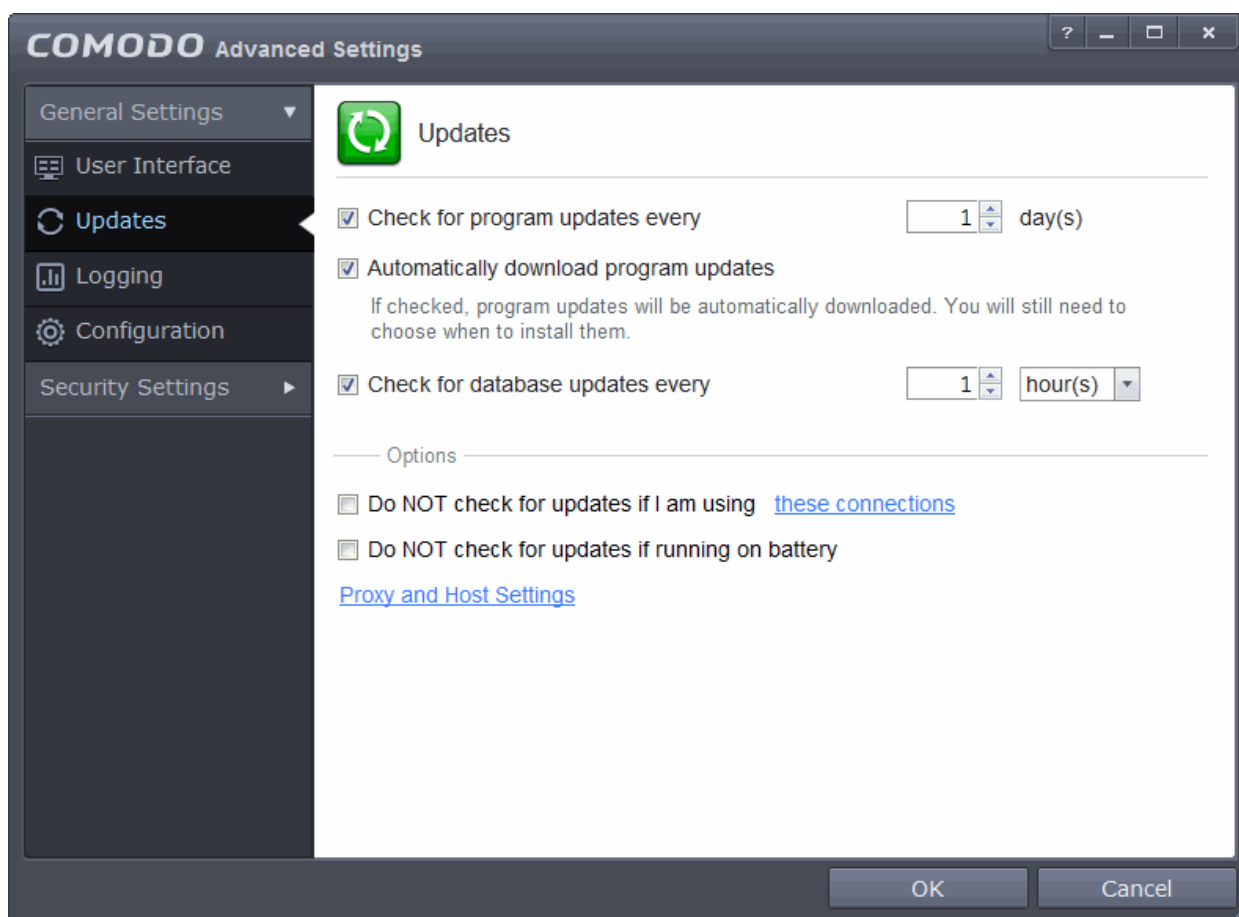 COMODO Advanced Settings
?
General Settings
User Interface
Updates
Logging
Configuration
Security Settings
Updates
Check for program updates every 1 day(s)
Automatically download program updates
If checked, program updates will be automatically downloaded. You will still need to
choose when to install them.
Check for database updates every 1 hour(s)
Options
Do NOT check for updates if I am using these connections
Do NOT check for updates if running on battery
Proxy and Host Settings
OK
Cancel